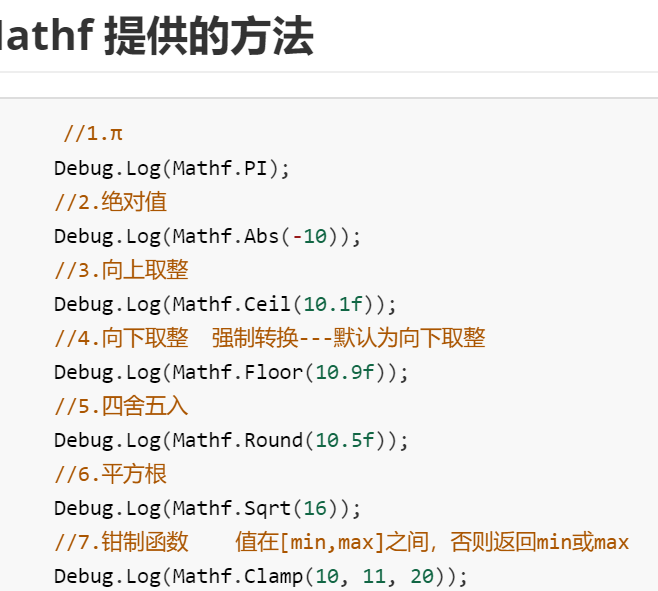 Mathf 提供的方法
//1.π
Debug.Log(Mathf.PI);
//2.绝对值
Debug.Log(Mathf.Abs(-10));
//3.向上取整
Debug.Log(Mathf.Ceil(10.1f));
//4.向下取整  强制转换---默认为向下取整
Debug.Log(Mathf.Floor(10.9f));
//5.四舍五入
Debug.Log(Mathf.Round(10.5f));
//6.平方根
Debug.Log(Mathf.Sqrt(16));
//7.钳制函数    值在[min,max]之间，否则返回min或max
Debug.Log(Mathf.Clamp(10, 11, 20));